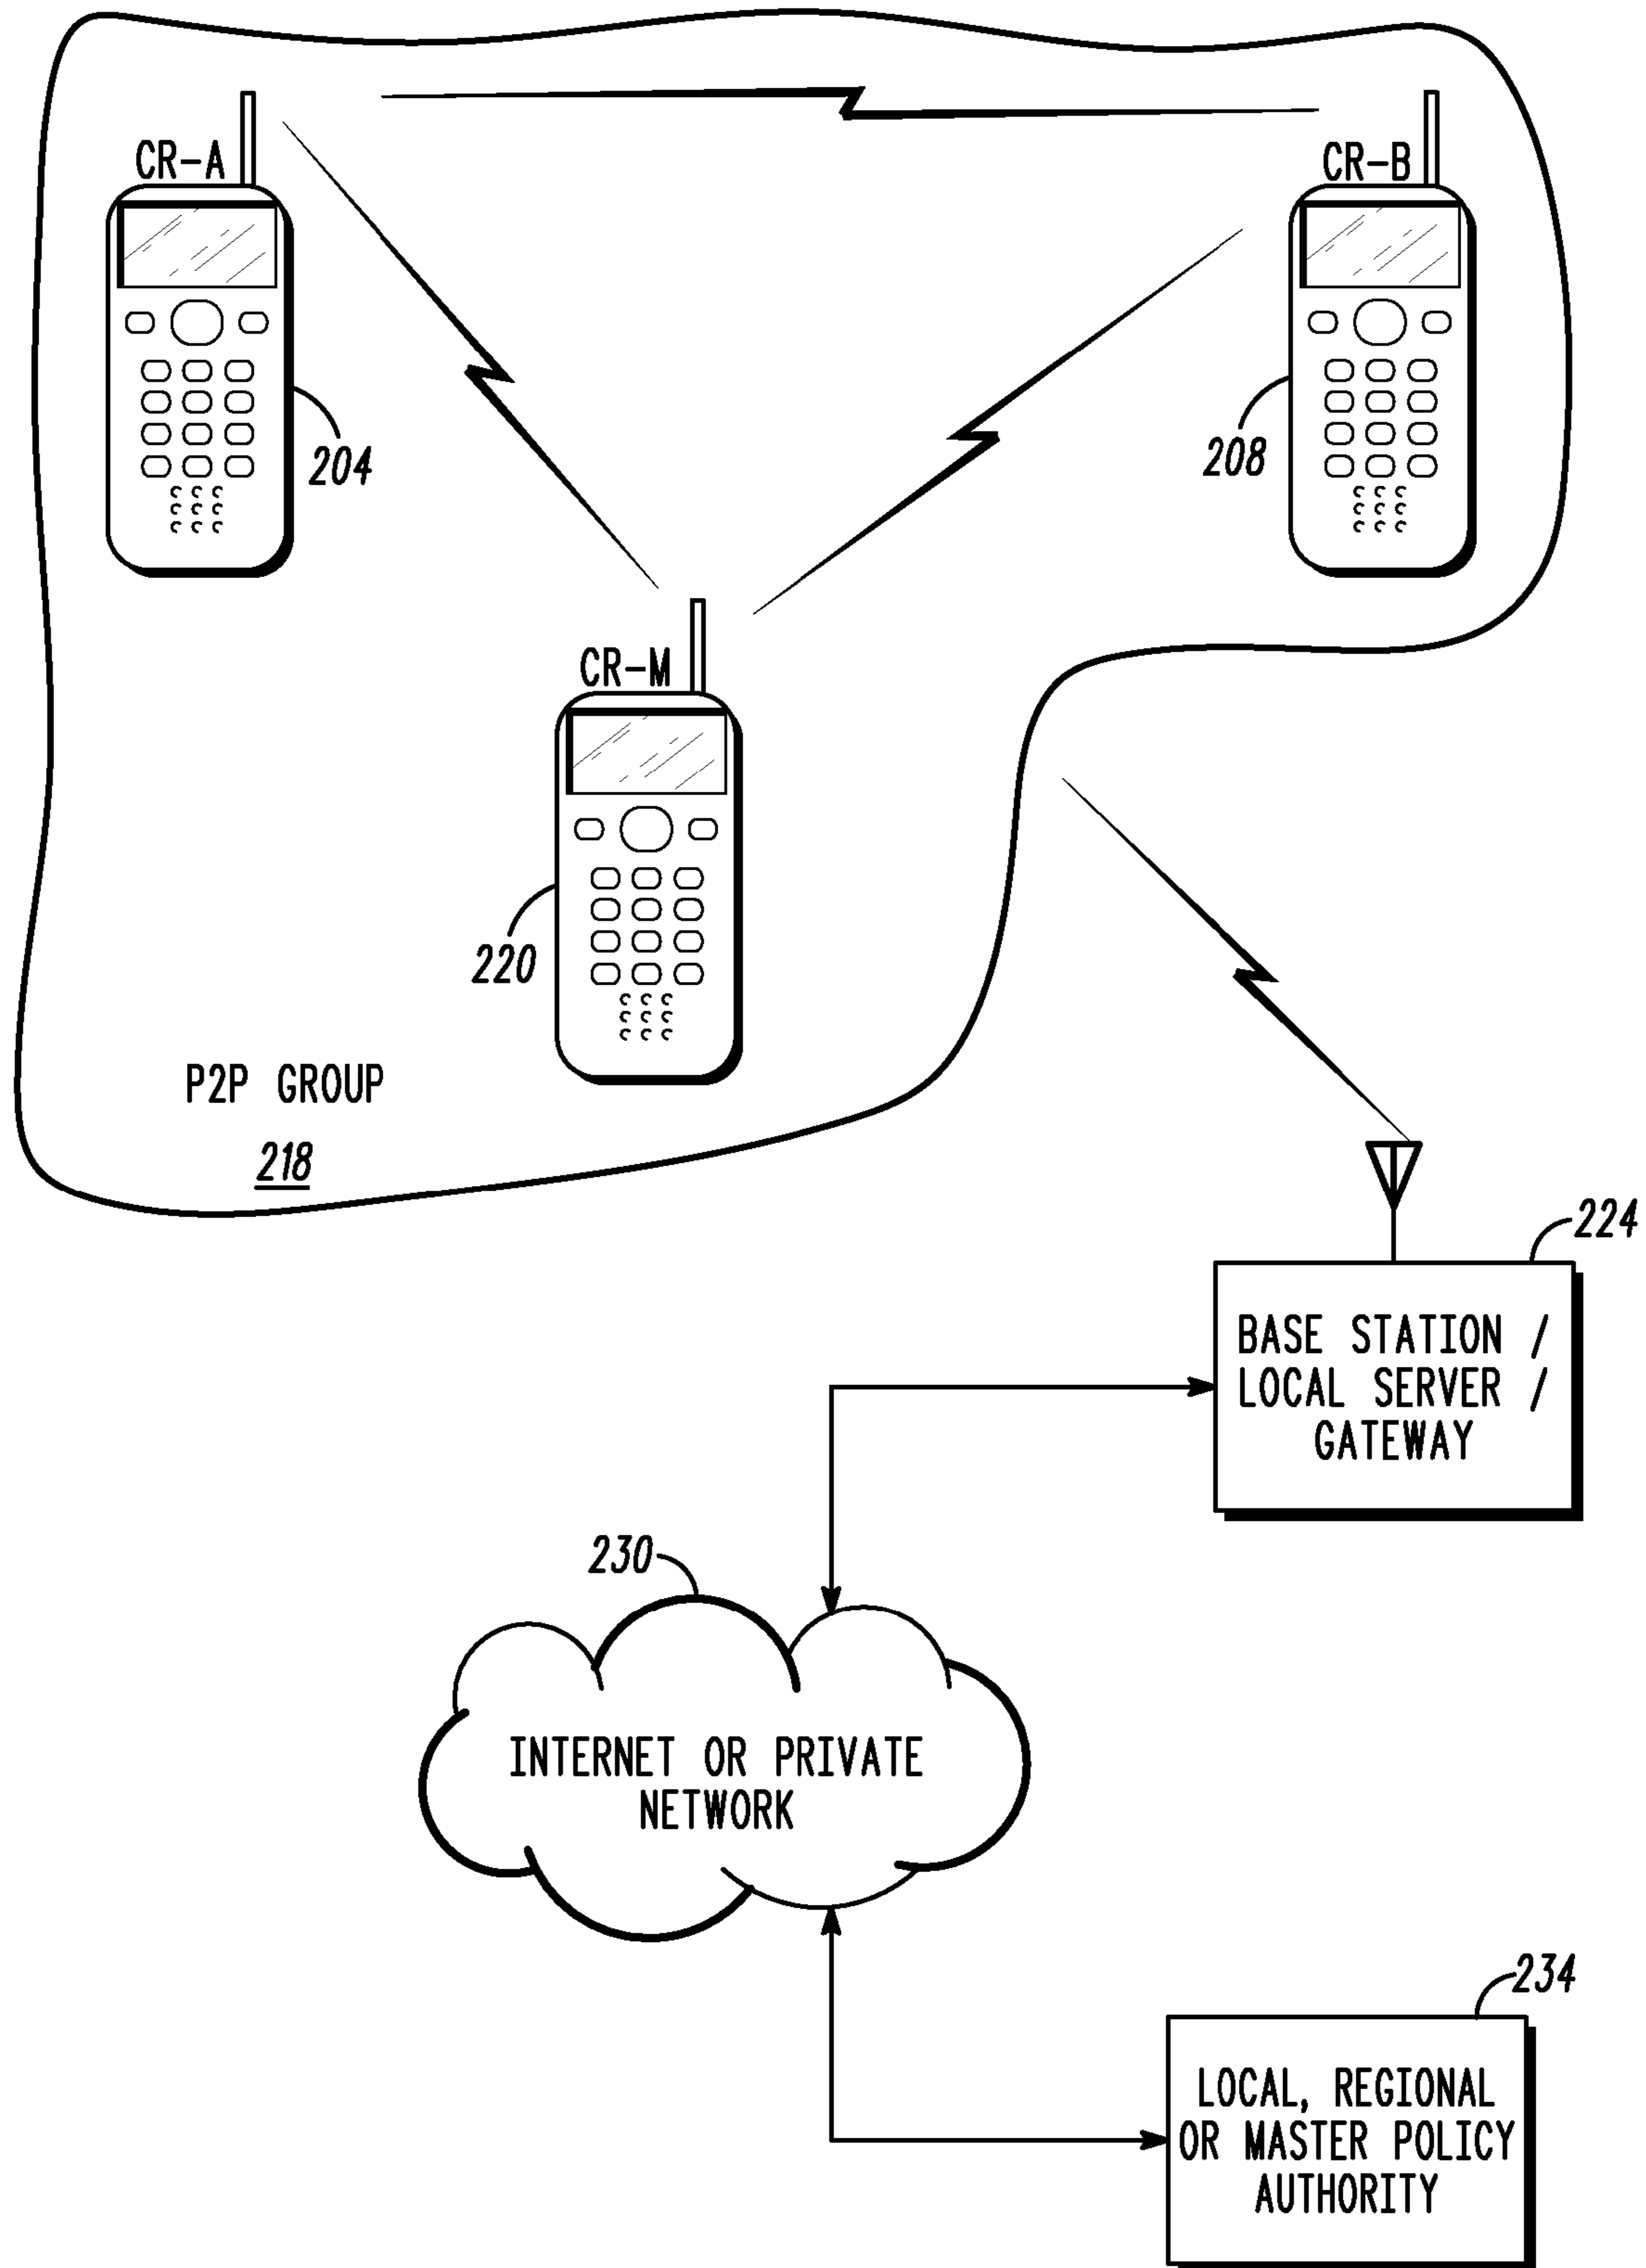 CR-A
CR-B
204
208
CR-M
220
P2P GROUP
218
224
BASE STATION /
LOCAL SERVER /
GATEWAY
230
INTERNET OR PRIVATE
NETWORK
234
LOCAL, REGIONAL
OR MASTER POLICY
AUTHORITY